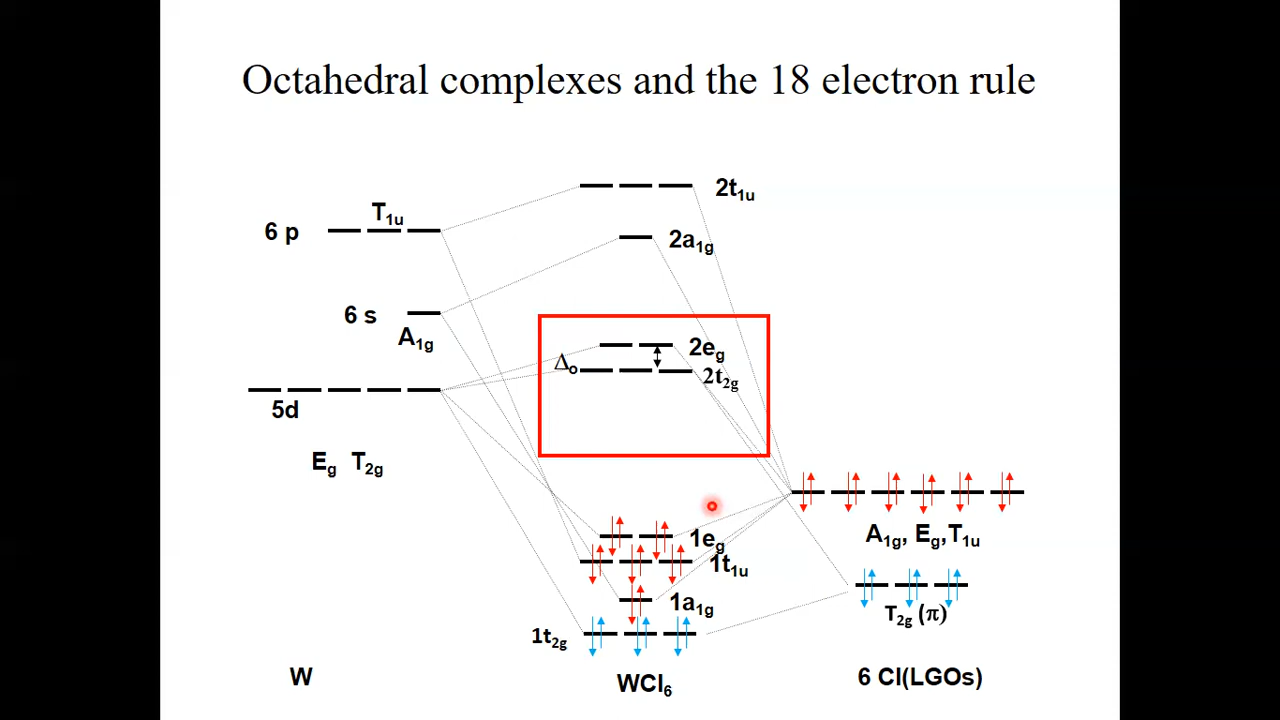 Octahedral complexes and the 18 electron rule
2t1u
T1u
6 p
2a1g
6 s
A1g
2eg
Δo
2t2g
5d
Eg T2g
A1g, Eg,T1u
1eg
1t1u
1a1g
T2g (π)
1t2g
W
WCl6
6 Cl(LGOs)